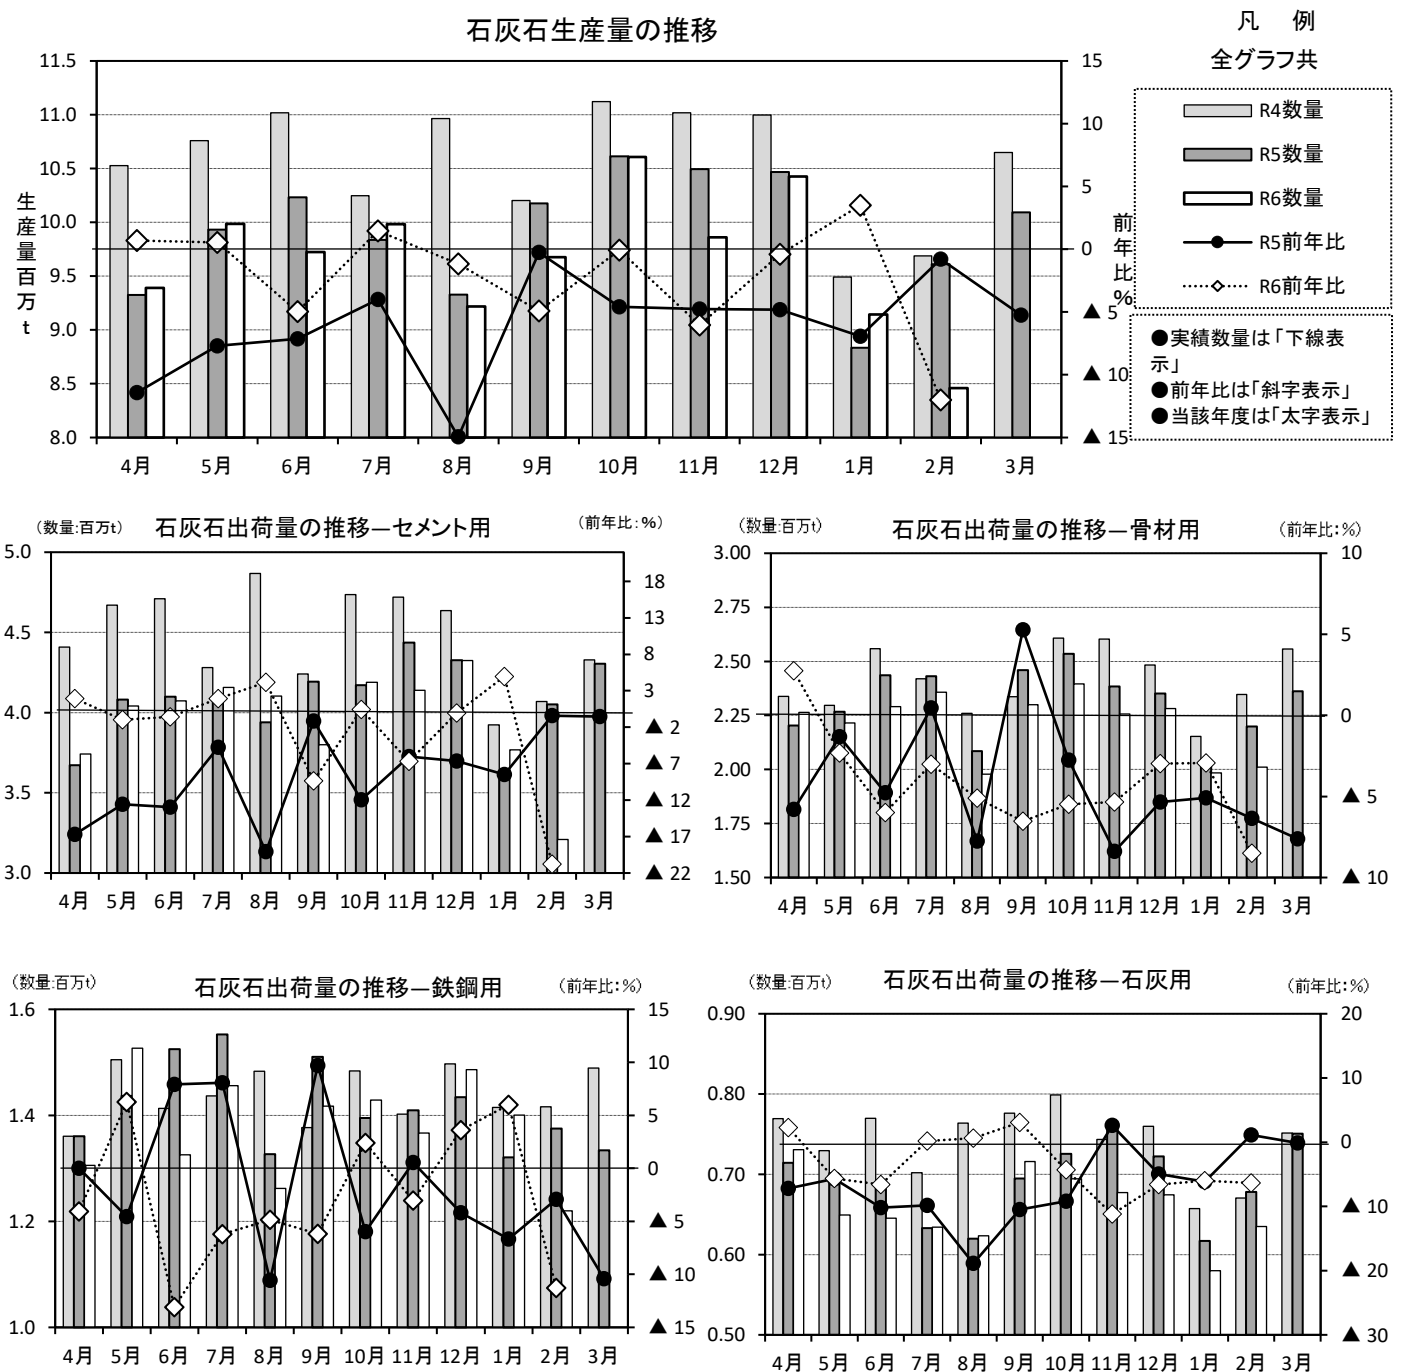 石灰石生産量の推移
凡 例
全グラフ共
R4数量
R5数量
R6数量
R5前年比
R6前年比
●実績数量は「下線表
示」
●前年比は「斜字表示」
●当該年度は「太字表示」
生産量百万t
前年比%
11.5
11.0
10.5
10.0
9.5
9.0
8.5
8.0
15
10
5
0
▲ 5
▲ 10
▲ 15
4月 5月 6月 7月 8月 9月 10月 11月 12月 1月 2月 3月
(数量:百万t) 石灰石出荷量の推移―セメント用 (前年比:%)
5.0
4.5
4.0
3.5
3.0
18
13
8
3
▲ 2
▲ 7
▲ 12
▲ 17
▲ 22
4月 5月 6月 7月 8月 9月 10月 11月 12月 1月 2月 3月
(数量:百万t) 石灰石出荷量の推移―骨材用 (前年比:%)
3.00
2.75
2.50
2.25
2.00
1.75
1.50
10
5
0
▲ 5
▲ 10
4月 5月 6月 7月 8月 9月 10月 11月 12月 1月 2月 3月
(数量:百万t) 石灰石出荷量の推移―鉄鋼用 (前年比:%)
1.6
1.4
1.2
1.0
15
10
5
0
▲ 5
▲ 10
▲ 15
4月 5月 6月 7月 8月 9月 10月 11月 12月 1月 2月 3月
(数量:百万t) 石灰石出荷量の推移―石灰用 (前年比:%)
0.90
0.80
0.70
0.60
0.50
20
10
0
▲ 10
▲ 20
▲ 30
4月 5月 6月 7月 8月 9月 10月 11月 12月 1月 2月 3月